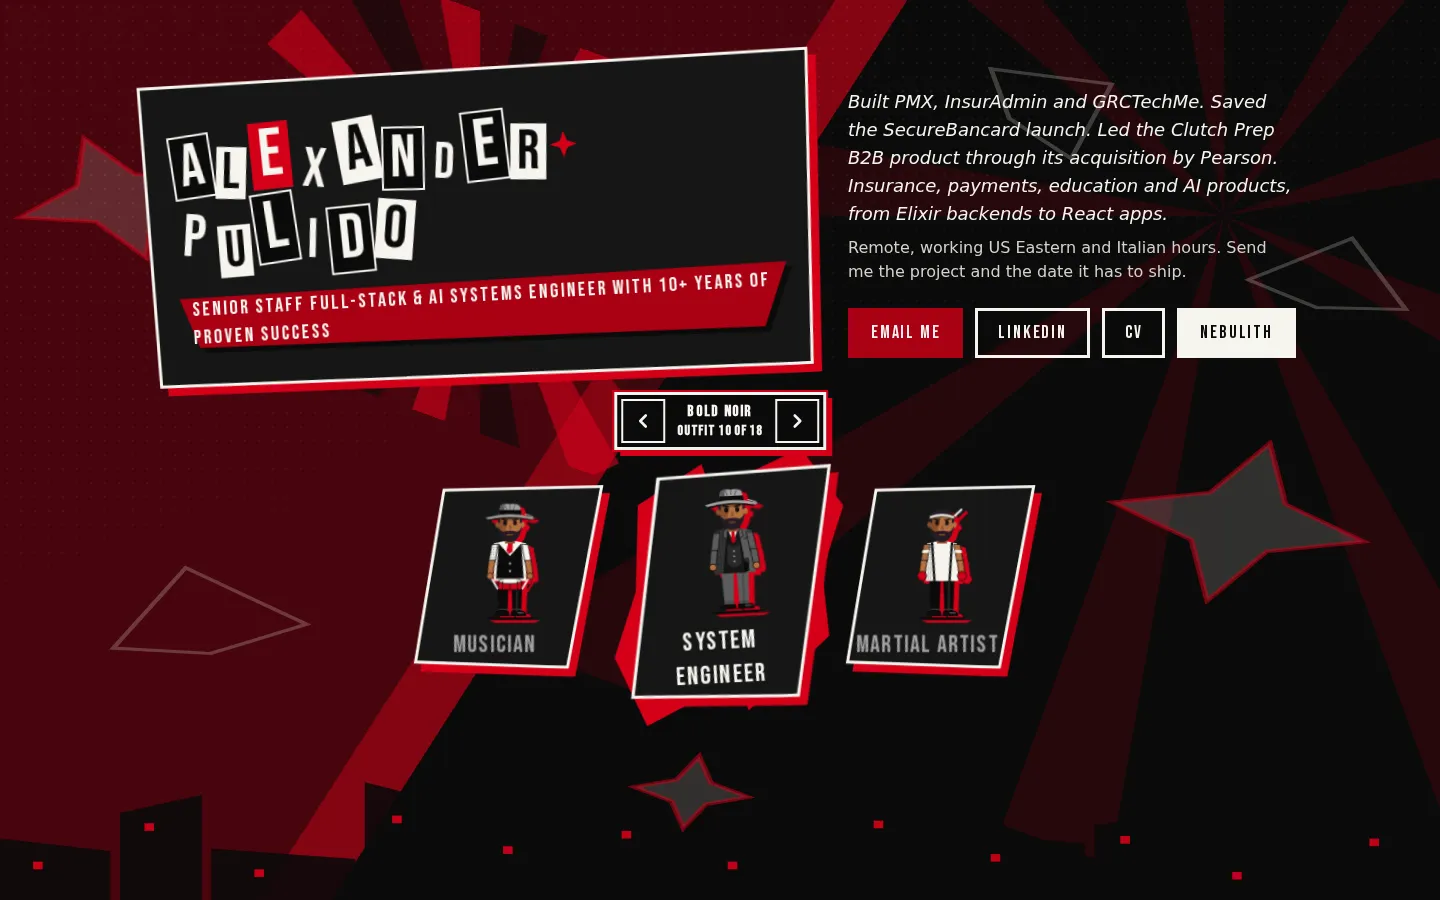 ALEXANDER
PULIDO
SENIOR STAFF FULL-STACK & AI SYSTEMS ENGINEER WITH 10+ YEARS OF
PROVEN SUCCESS
Built PMX, InsurAdmin and GRCTechMe. Saved
the SecureBancard launch. Led the Clutch Prep
B2B product through its acquisition by Pearson.
Insurance, payments, education and AI products,
from Elixir backends to React apps.
Remote, working US Eastern and Italian hours. Send
me the project and the date it has to ship.
EMAIL ME
LINKEDIN
CV
NEBULITH
BOLD NOIR
OUTFIT 10 OF 18
MUSICIAN
SYSTEM
ENGINEER
MARTIAL ARTIST